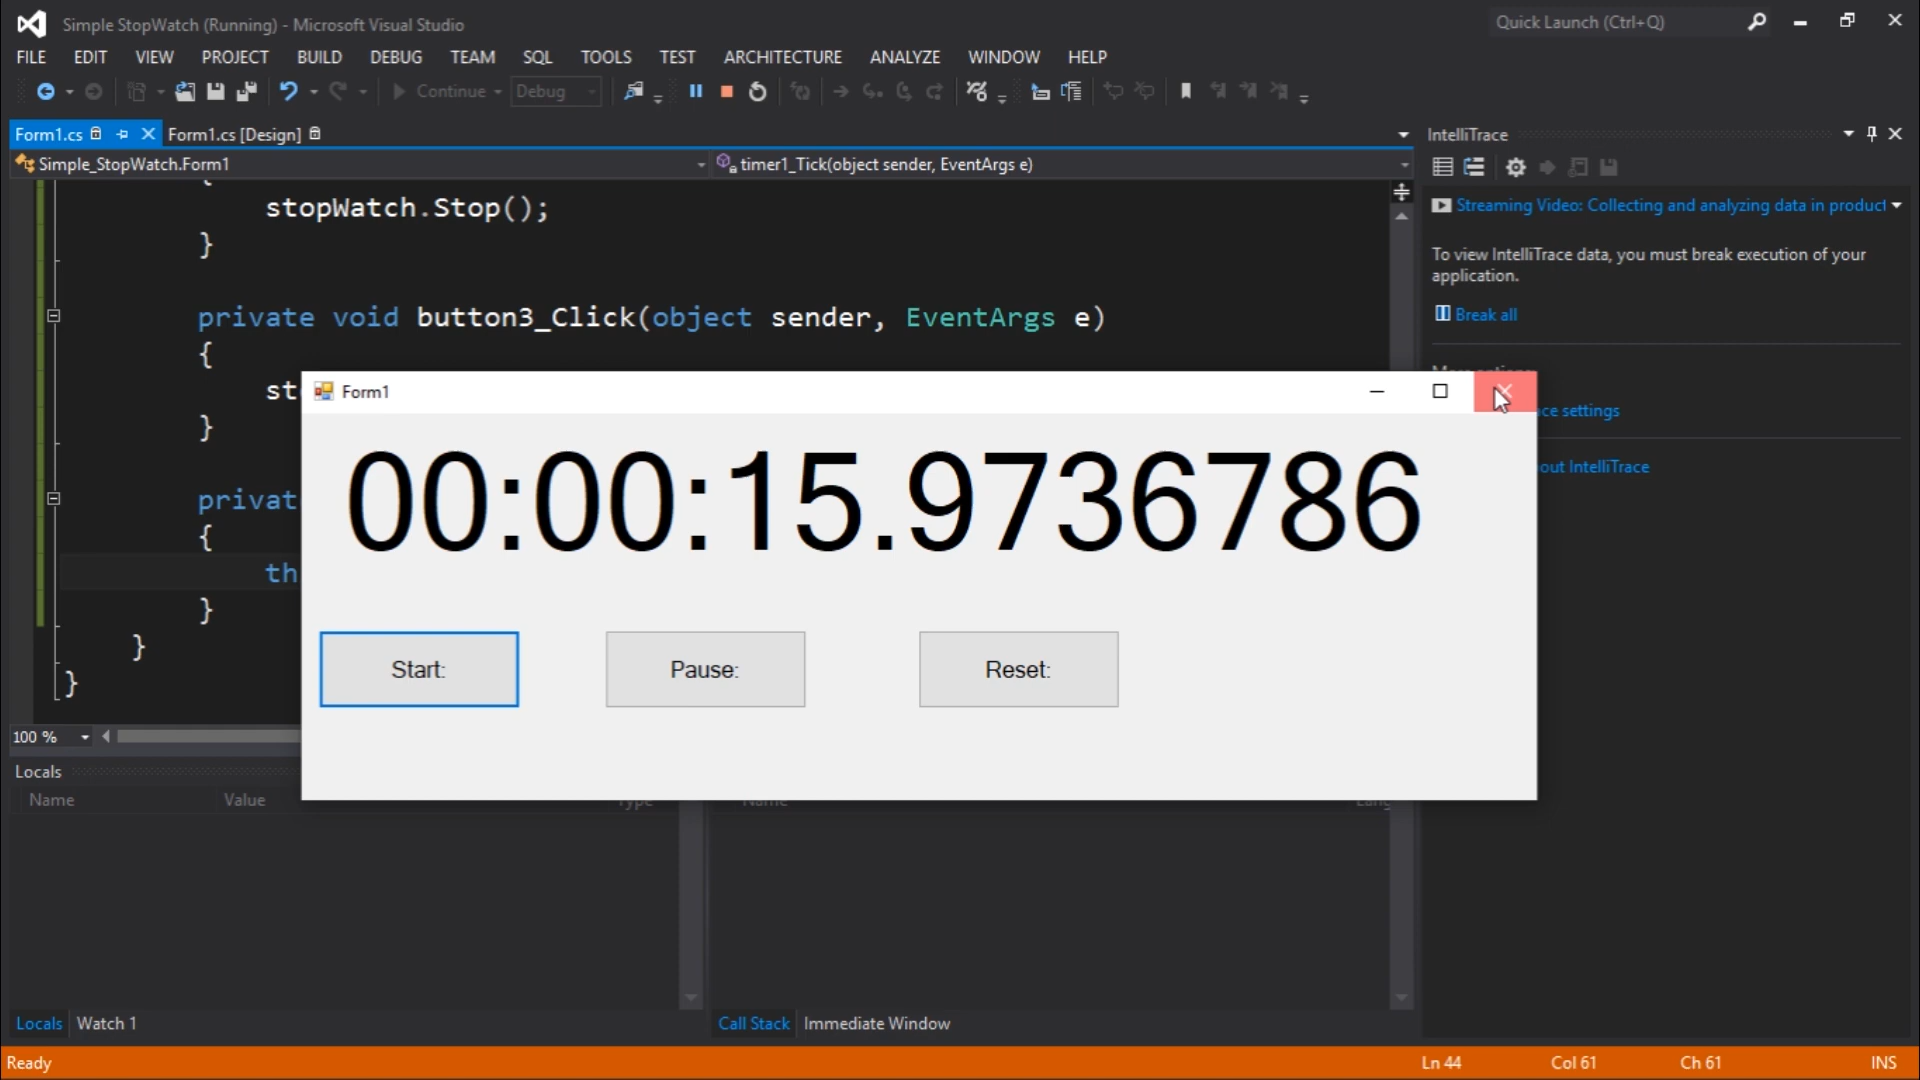 Simple StopWatch (Running) - Microsoft Visual Studio
Quick Launch (Ctrl+Q)
FILE EDIT VIEW PROJECT BUILD DEBUG TEAM SQL TOOLS TEST ARCHITECTURE ANALYZE WINDOW HELP
Continue Debug
Form1.cs Form1.cs [Design]
IntelliTrace
Simple_StopWatch.Form1 timer1_Tick(object sender, EventArgs e)
{
stopWatch.Stop();
}
Streaming Video: Collecting and analyzing data in product
To view IntelliTrace data, you must break execution of your
application.
Break all
private void button3_Click(object sender, EventArgs e)
{
st
}
privat
{
th
}
}
}
Form1
00:00:15.9736786
Start: Pause: Reset:
ce settings
out IntelliTrace
100 %
Locals
Name Value Type Name Lang
Locals Watch 1
Call Stack Immediate Window
Ready Ln 44 Col 61 Ch 61 INS